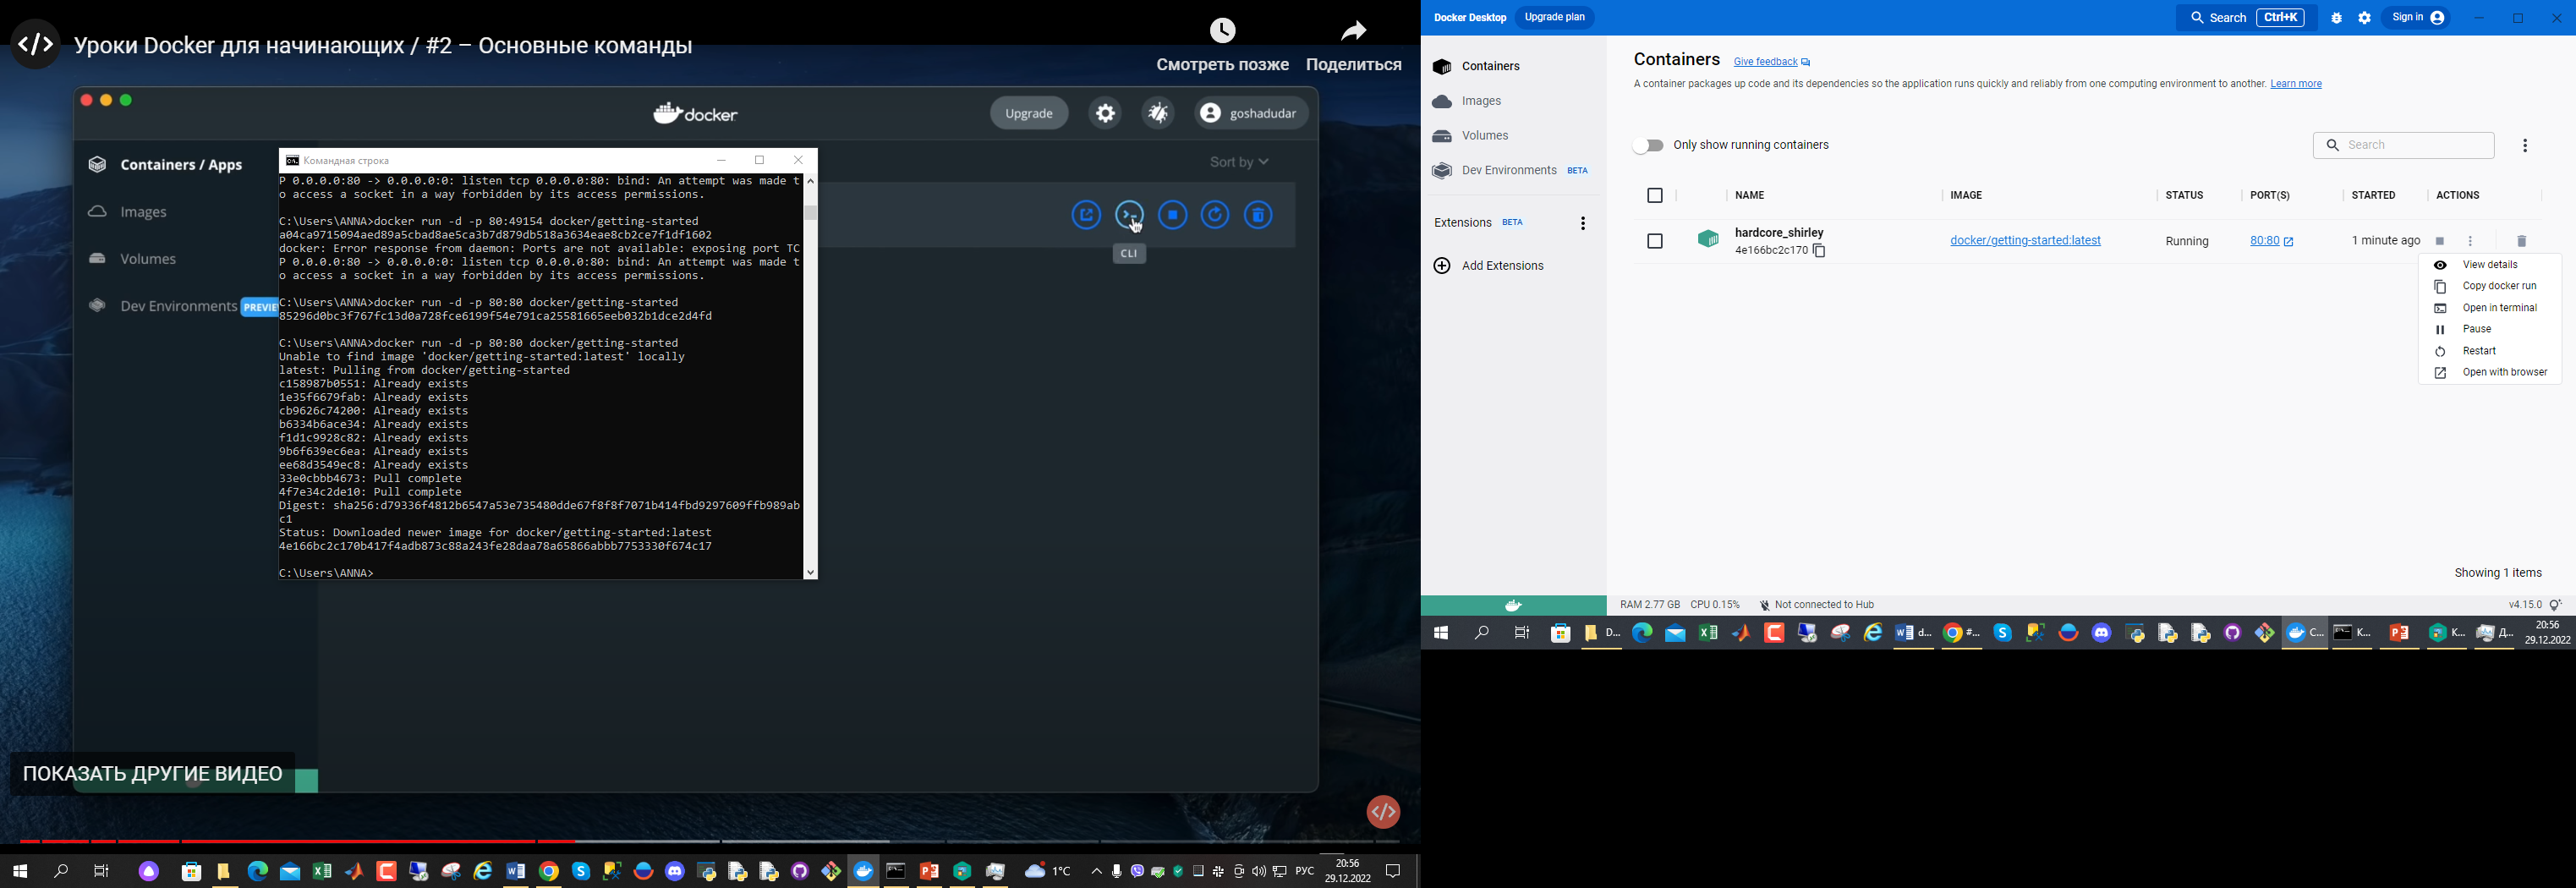 Уроки Docker для начинающих / #2 – Основные команды
Смотреть позже
Поделиться
docker
Upgrade
goshadudar
Containers / Apps
Images
Volumes
Dev Environments
Sort by
CLI
Командная строка
P 0.0.0.0:80 -> 0.0.0.0:0: listen tcp 0.0.0.0:80: bind: An attempt was made t
o access a socket in a way forbidden by its access permissions.
C:\Users\ANNA>docker run -d -p 80:49154 docker/getting-started
a04ca9715094aed89a5cbad8ae5ca3b7d879db518a3634eae8cb2ce7f1df1602
docker: Error response from daemon: Ports are not available: exposing port TC
P 0.0.0.0:80 -> 0.0.0.0:0: listen tcp 0.0.0.0:80: bind: An attempt was made t
o access a socket in a way forbidden by its access permissions.
C:\Users\ANNA>docker run -d -p 80:80 docker/getting-started
85296d0bc3f767fc13d0a728fce6199f54e791ca25581665eeb032b1dce2d4fd
C:\Users\ANNA>docker run -d -p 80:80 docker/getting-started
Unable to find image 'docker/getting-started:latest' locally
latest: Pulling from docker/getting-started
c158987b0551: Already exists
1e35f6679fab: Already exists
cb9626c74200: Already exists
b6334b6ace34: Already exists
f1d1c9928c82: Already exists
9b6f639ec6ea: Already exists
ee68d3549ec8: Already exists
33e0cbbb4673: Pull complete
4f7e34c2de10: Pull complete
Digest: sha256:d79336f4812b6547a53e735480dde67f8f8f7071b414fbd9297609ffb989ab
c1
Status: Downloaded newer image for docker/getting-started:latest
4e166bc2c170b417f4adb873c88a243fe28daa78a65866abbb7753330f674c17
C:\Users\ANNA>
ПОКАЗАТЬ ДРУГИЕ ВИДЕО
1°C
РУС
20:56
29.12.2022
Docker Desktop
Upgrade plan
Search
Ctrl+K
Sign in
Containers
Images
Volumes
Dev Environments BETA
Extensions BETA
Add Extensions
Containers
Give feedback
A container packages up code and its dependencies so the application runs quickly and reliably from one computing environment to another. Learn more
Only show running containers
Search
NAME IMAGE STATUS PORT(S) STARTED ACTIONS
hardcore_shirley
4e166bc2c170
docker/getting-started:latest
Running
80:80
1 minute ago
View details
Copy docker run
Open in terminal
Pause
Restart
Open with browser
Showing 1 items
RAM 2.77 GB CPU 0.15% Not connected to Hub
v4.15.0
D... d... #... C... K... K... Д...
20:56
29.12.2022